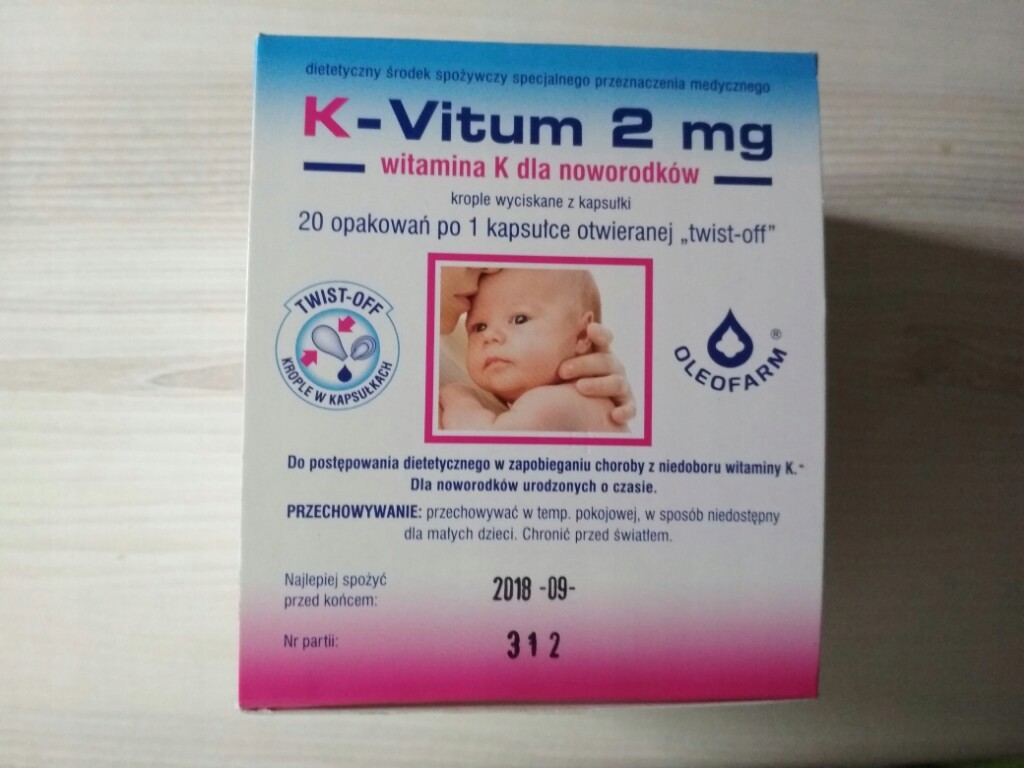 dietetyczny środek spożywczy specjalnego przeznaczenia medycznego
K-Vitum 2 mg
witamina K dla noworodków
krople wyciskane z kapsułki
20 opakowań po 1 kapsułce otwieranej „twist-off”
TWIST-OFF
KROPLE W KAPSUŁKACH
OLEOFARM®
Do postępowania dietetycznego w zapobieganiu choroby z niedoboru witaminy K.-
Dla noworodków urodzonych o czasie.
PRZECHOWYWANIE: przechowywać w temp. pokojowej, w sposób niedostępny
dla małych dzieci. Chronić przed światłem.
Najlepiej spożyć
przed końcem: 2018 -09-
Nr partii: 312